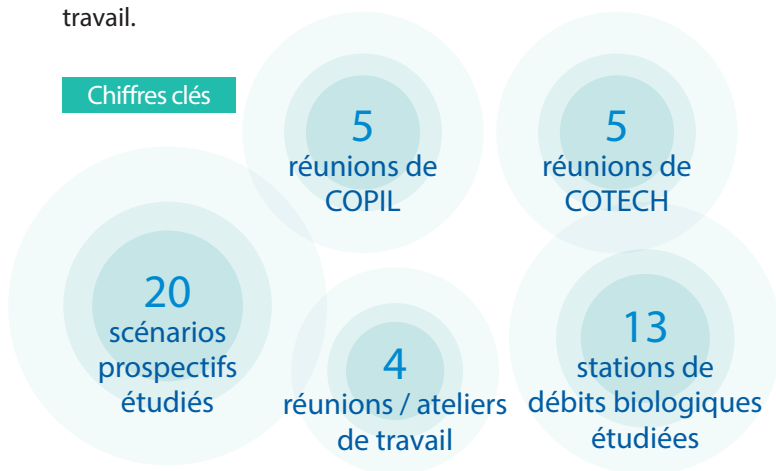 travail.
Chiffres clés
5
réunions de
COPIL
5
réunions de
COTECH
20
scénarios
prospectifs
étudiés
4
réunions / ateliers
de travail
13
stations de
débits biologiques
étudiées